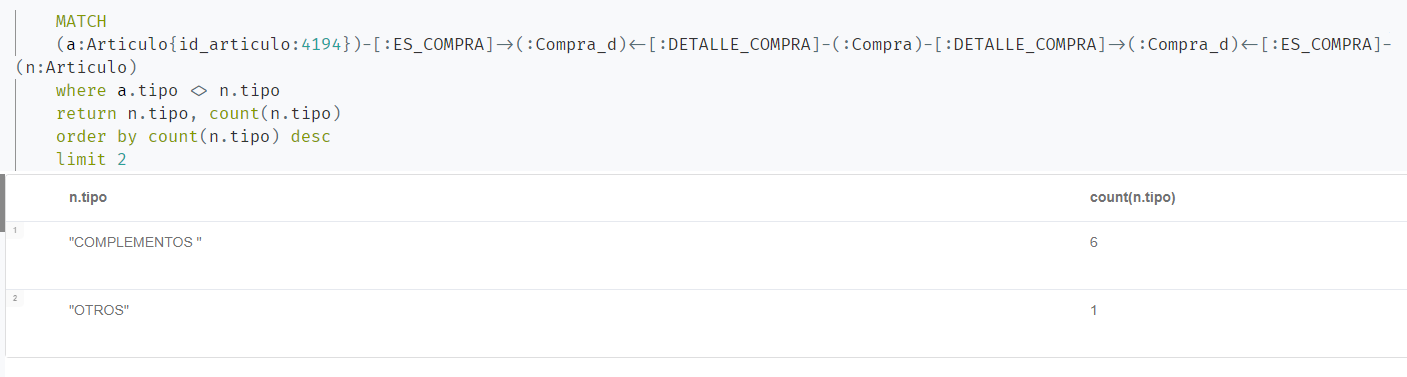 MATCH
(a:Articulo{id_articulo:4194})-[:ES_COMPRA]->(:Compra_d)<-[:DETALLE_COMPRA]-(:Compra)-[:DETALLE_COMPRA]->(:Compra_d)<-[:ES_COMPRA]-
(n:Articulo)
where a.tipo <> n.tipo
return n.tipo, count(n.tipo)
order by count(n.tipo) desc
limit 2
n.tipo count(n.tipo)
1 "COMPLEMENTOS " 6
2 "OTROS" 1